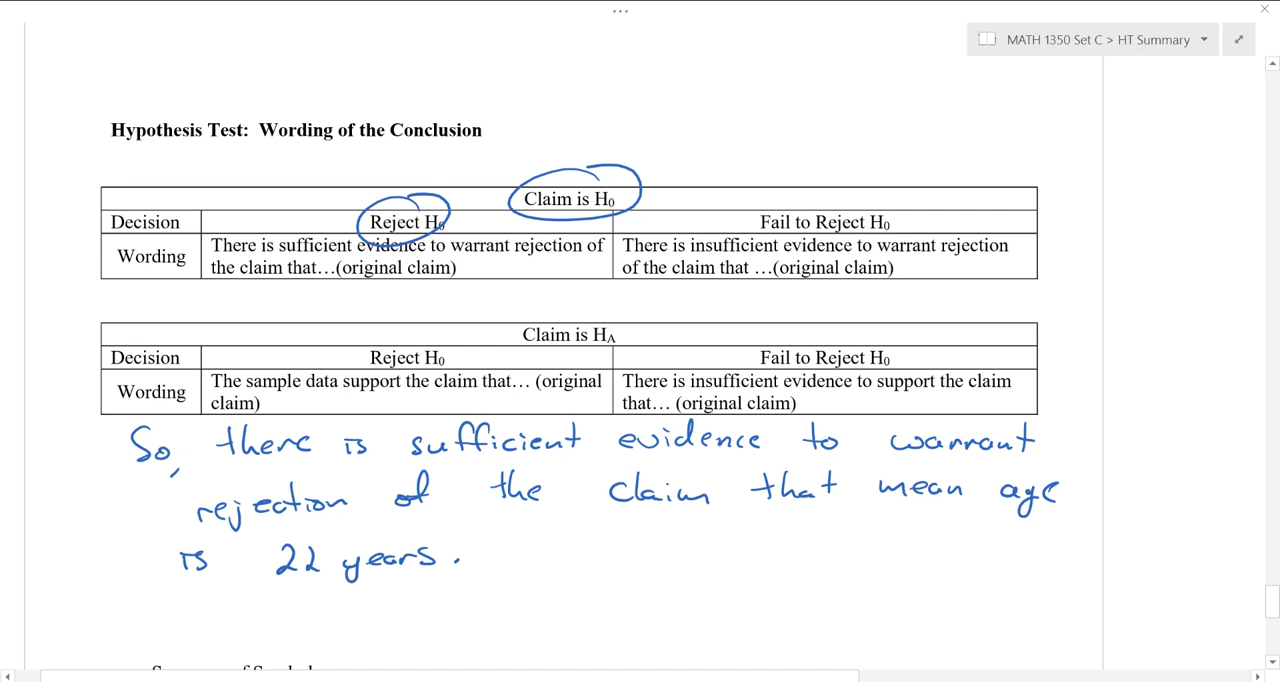 ...
MATH 1350 Set C > HT Summary
Hypothesis Test: Wording of the Conclusion
Claim is H₀
Decision Reject H₀ Fail to Reject H₀
Wording There is sufficient evidence to warrant rejection of the claim that…(original claim) There is insufficient evidence to warrant rejection of the claim that …(original claim)
Claim is Hₐ
Decision Reject H₀ Fail to Reject H₀
Wording The sample data support the claim that… (original claim) There is insufficient evidence to support the claim that… (original claim)
So, there is sufficient evidence to warrant
rejection of the claim that mean age
is 22 years.